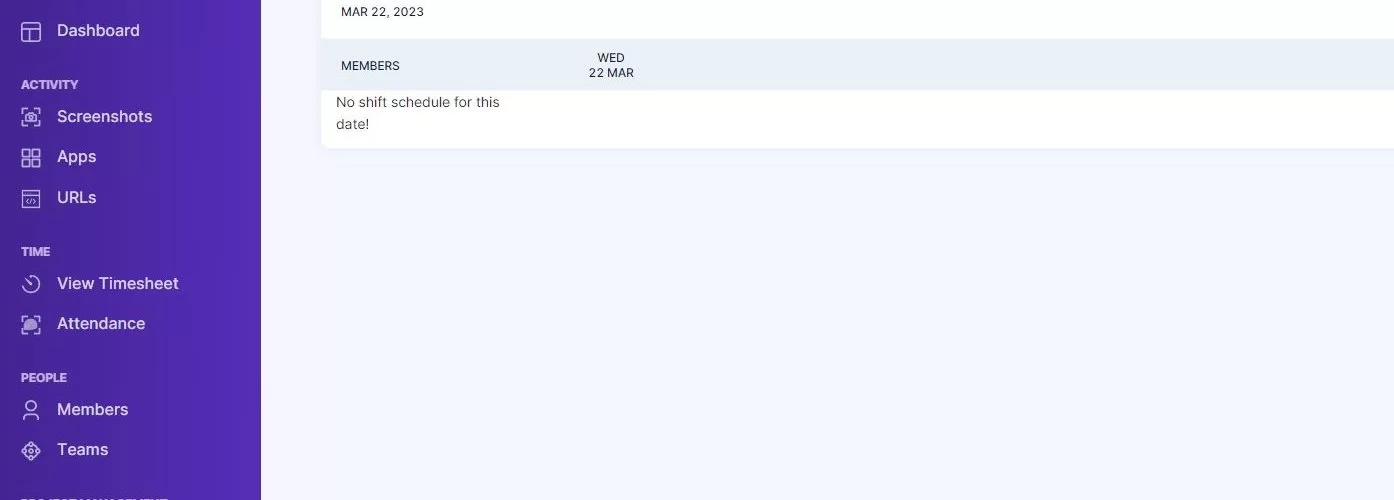 Dashboard
ACTIVITY
Screenshots
Apps
URLs
TIME
View Timesheet
Attendance
PEOPLE
Members
Teams
MAR 22, 2023
MEMBERS
WED
22 MAR
No shift schedule for this
date!